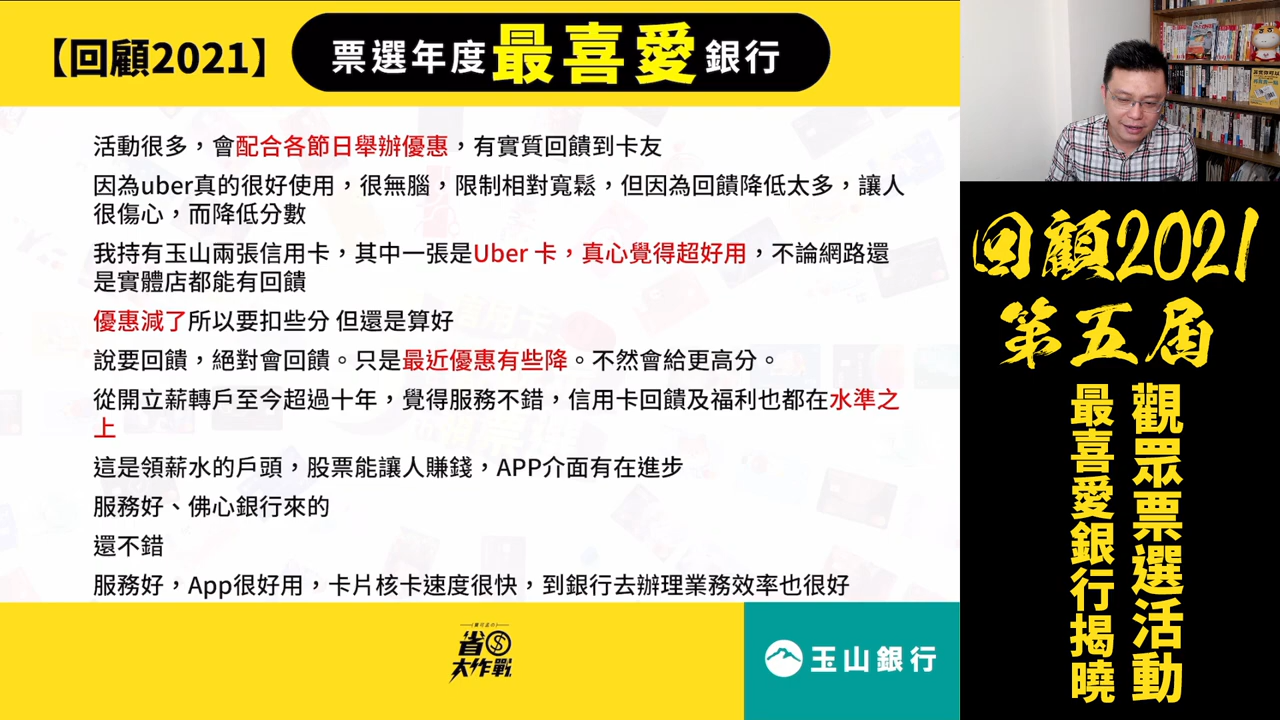 【回顧2021】
票選年度最喜愛銀行
活動很多，會配合各節日舉辦優惠，有實質回饋到卡友
因為uber真的很好使用，很無腦，限制相對寬鬆，但因為回饋降低太多，讓人
很傷心，而降低分數
我持有玉山兩張信用卡，其中一張是Uber 卡，真心覺得超好用，不論網路還
是實體店都能有回饋
優惠減了所以要扣些分 但還是算好
說要回饋，絕對會回饋。只是最近優惠有些降。不然會給更高分。
從開立薪轉戶至今超過十年，覺得服務不錯，信用卡回饋及福利也都在水準之
上
這是領薪水的戶頭，股票能讓人賺錢，APP介面有在進步
服務好、佛心銀行來的
還不錯
服務好，App很好用，卡片核卡速度很快，到銀行去辦理業務效率也很好
省
大作戰
玉山銀行
回顧2021
第五屆
觀眾票選活動
最喜愛銀行揭曉